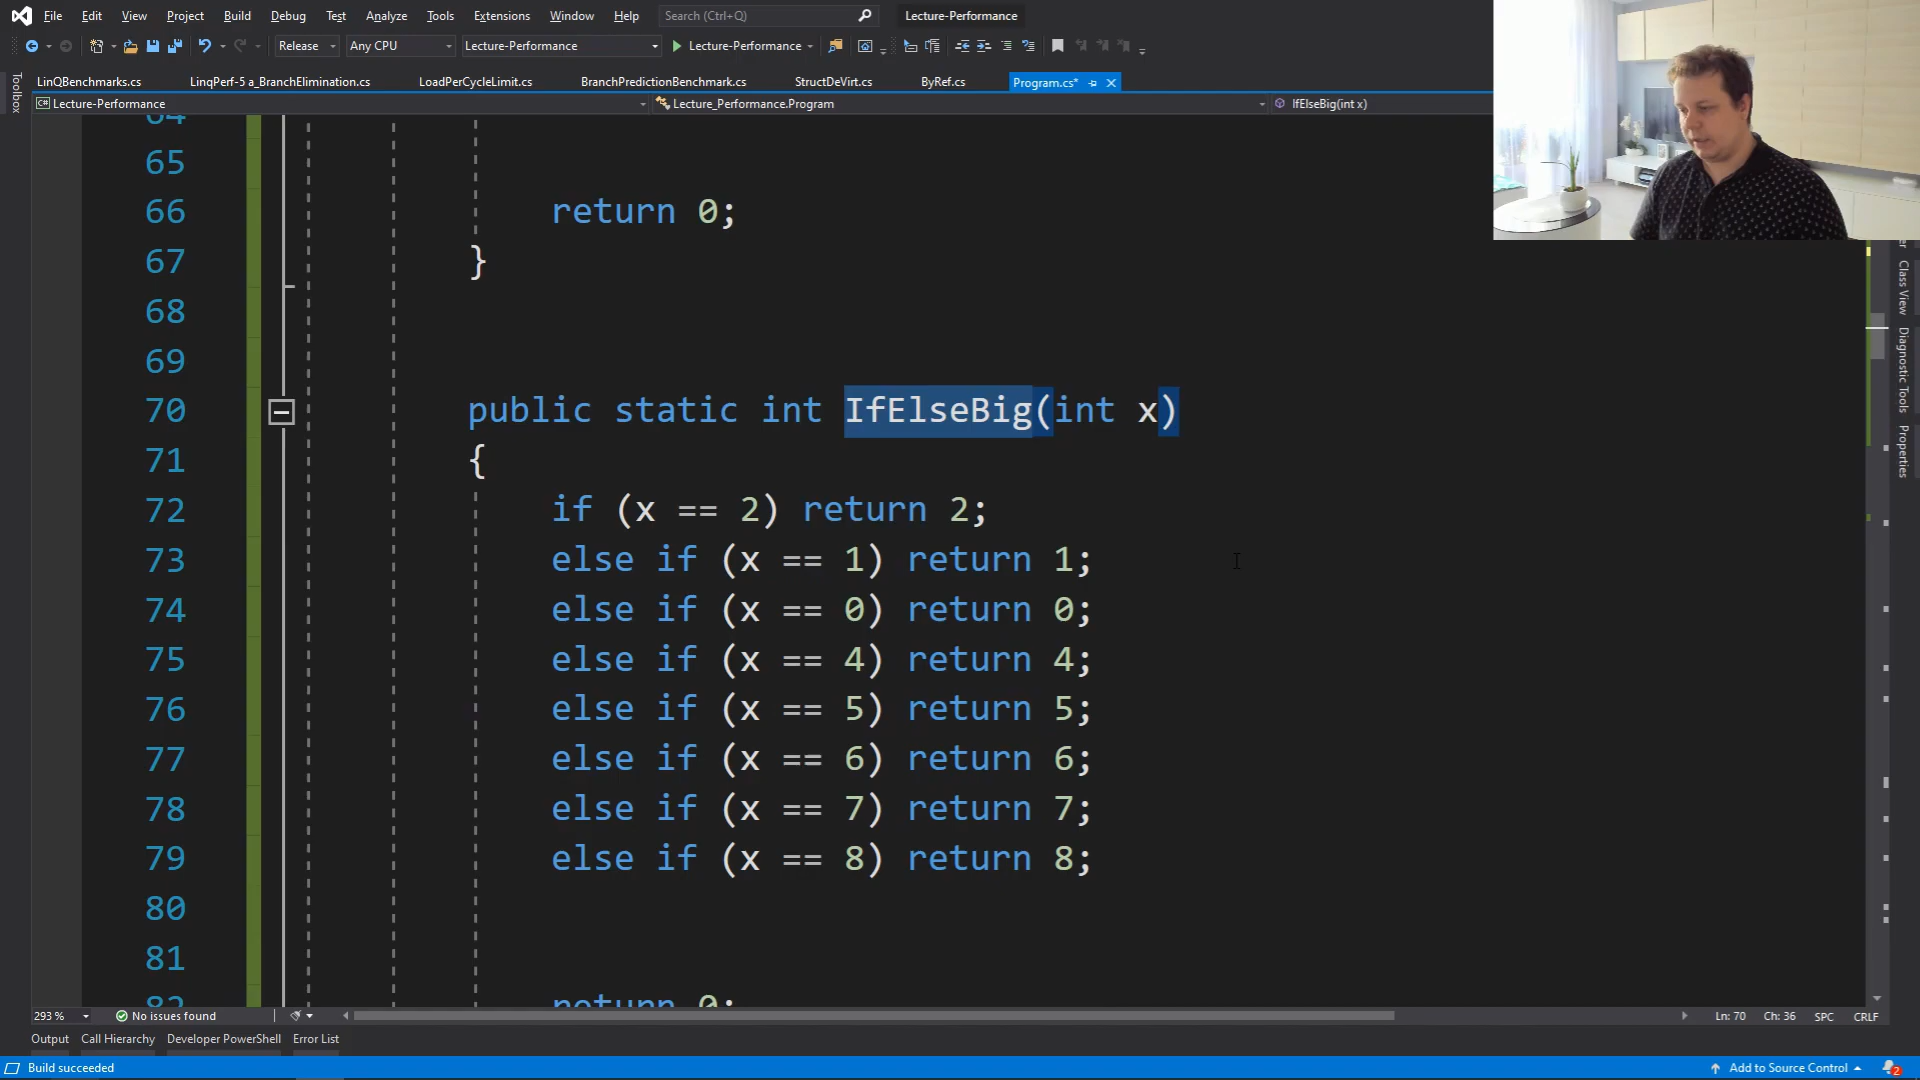 File Edit View Project Build Debug Test Analyze Tools Extensions Window Help Search (Ctrl+Q) Lecture-Performance
Release Any CPU Lecture-Performance Lecture-Performance
LinQBenchmarks.cs LinqPerf-5 a_BranchElimination.cs LoadPerCycleLimit.cs BranchPredictionBenchmark.cs StructDeVirt.cs ByRef.cs Program.cs*
Toolbox
C# Lecture-Performance Lecture_Performance.Program IfElseBig(int x)
64
65
66 return 0;
67 }
68
69
70 public static int IfElseBig(int x)
71 {
72 if (x == 2) return 2;
73 else if (x == 1) return 1;
74 else if (x == 0) return 0;
75 else if (x == 4) return 4;
76 else if (x == 5) return 5;
77 else if (x == 6) return 6;
78 else if (x == 7) return 7;
79 else if (x == 8) return 8;
80
81
82 return 0;
Class View
Diagnostic Tools
Properties
293 % No issues found Ln: 70 Ch: 36 SPC CRLF
Output Call Hierarchy Developer PowerShell Error List
Build succeeded Add to Source Control 2